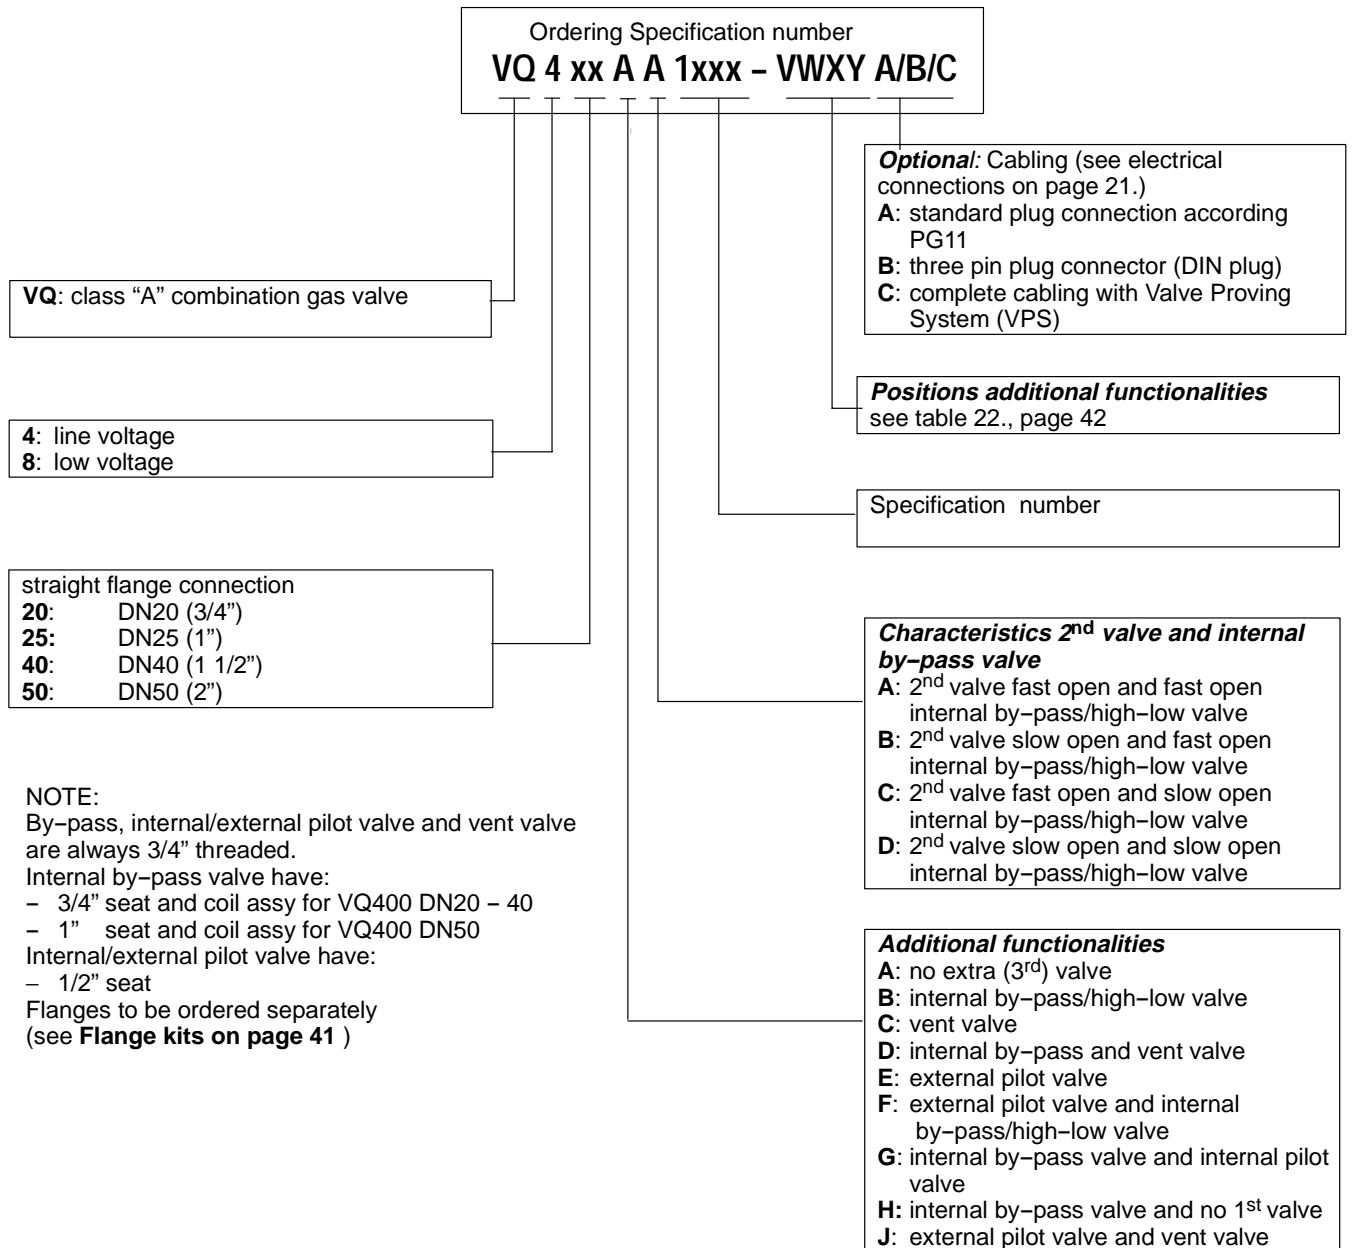 Ordering Specification number
VQ 4 xx A A 1xxx – VWXY A/B/C
Optional: Cabling (see electrical
connections on page 21.)
A: standard plug connection according
PG11
B: three pin plug connector (DIN plug)
C: complete cabling with Valve Proving
System (VPS)
VQ: class “A” combination gas valve
Positions additional functionalities
see table 22., page 42
4: line voltage
8: low voltage
Specification number
straight flange connection
20: DN20 (3/4”)
25: DN25 (1”)
40: DN40 (1 1/2”)
50: DN50 (2”)
Characteristics 2nd valve and internal
by–pass valve
A: 2nd valve fast open and fast open
internal by–pass/high–low valve
B: 2nd valve slow open and fast open
internal by–pass/high–low valve
C: 2nd valve fast open and slow open
internal by–pass/high–low valve
D: 2nd valve slow open and slow open
internal by–pass/high–low valve
NOTE:
By–pass, internal/external pilot valve and vent valve
are always 3/4” threaded.
Internal by–pass valve have:
– 3/4” seat and coil assy for VQ400 DN20 – 40
– 1” seat and coil assy for VQ400 DN50
Internal/external pilot valve have:
– 1/2” seat
Flanges to be ordered separately
(see Flange kits on page 41 )
Additional functionalities
A: no extra (3rd) valve
B: internal by–pass/high–low valve
C: vent valve
D: internal by–pass and vent valve
E: external pilot valve
F: external pilot valve and internal
by–pass/high–low valve
G: internal by–pass valve and internal pilot
valve
H: internal by–pass valve and no 1st valve
J: external pilot valve and vent valve